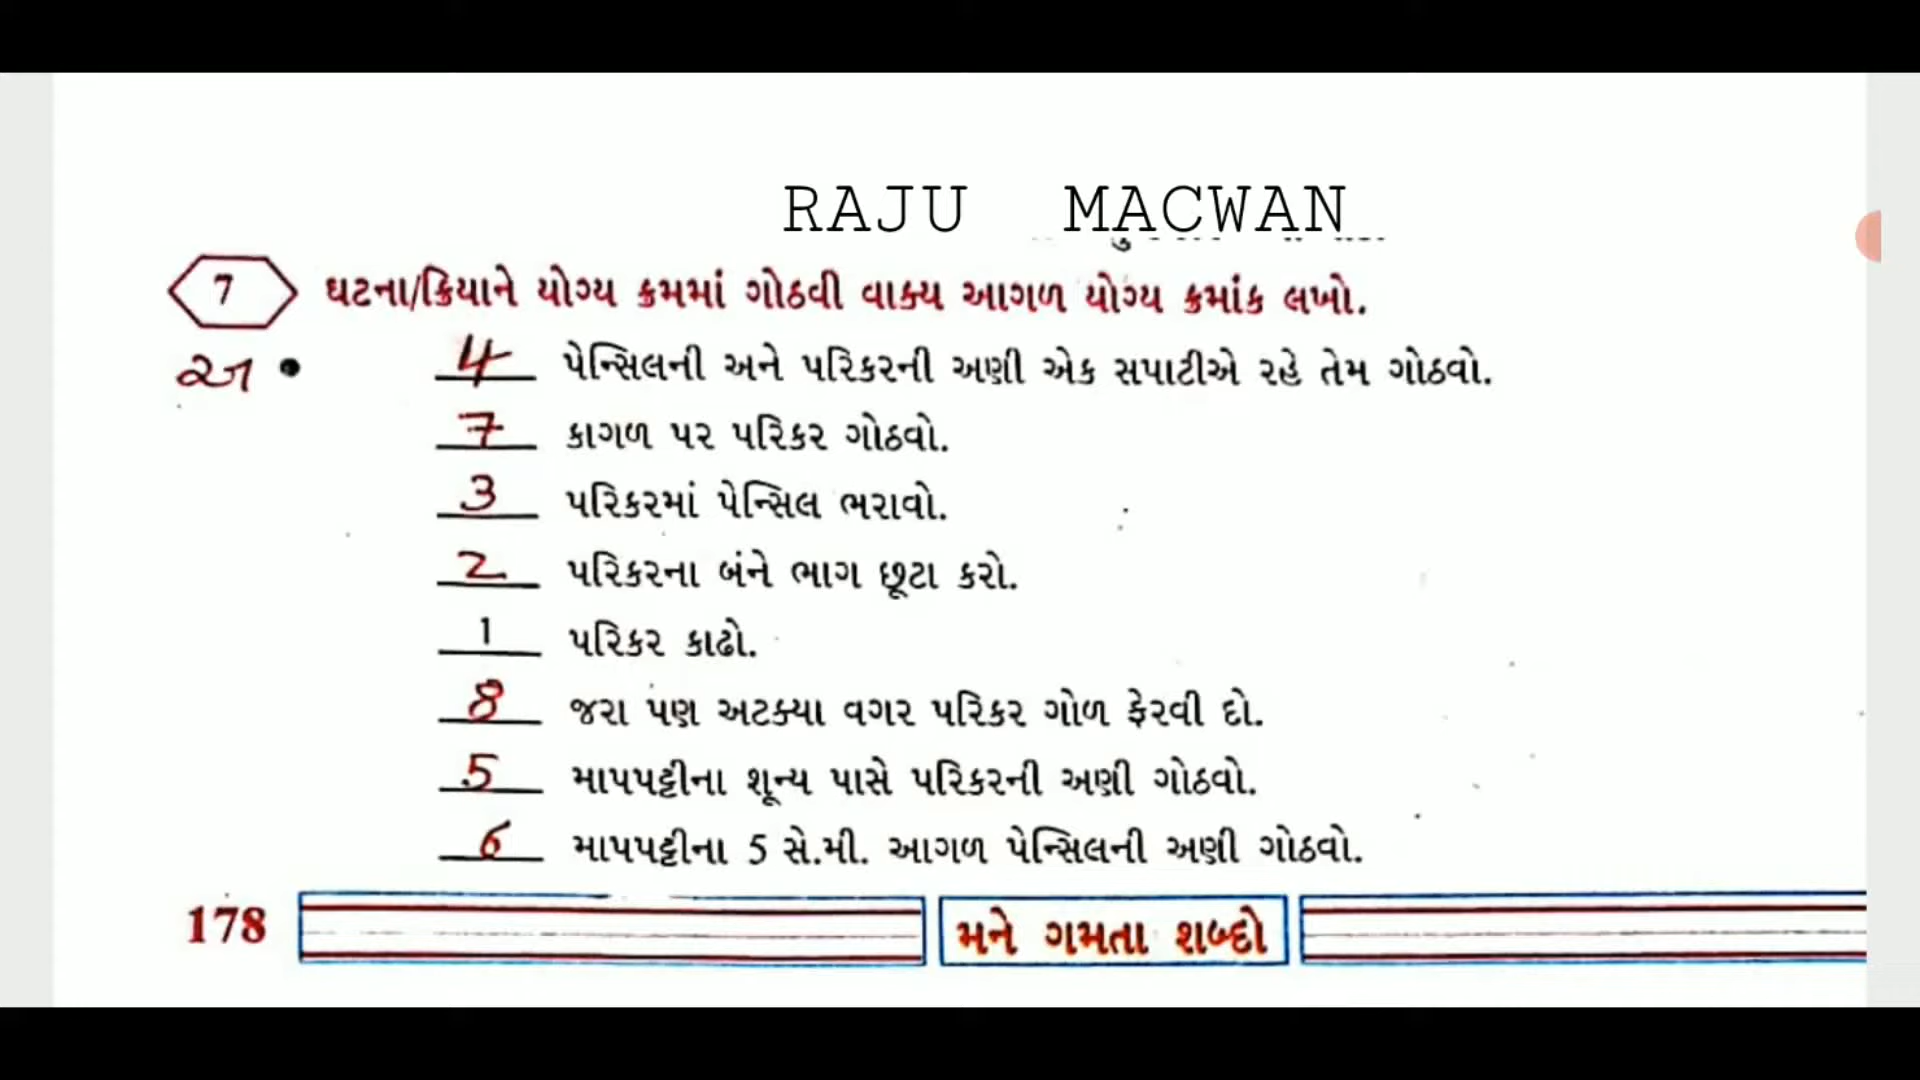 RAJU MACWAN
7 ઘટના/ક્રિયાને યોગ્ય ક્રમમાં ગોઠવી વાક્ય આગળ યોગ્ય ક્રમાંક લખો.
અ • 4 પેન્સિલની અને પરિકરની અણી એક સપાટીએ રહે તેમ ગોઠવો.
7 કાગળ પર પરિકર ગોઠવો.
3 પરિકરમાં પેન્સિલ ભરાવો.
2 પરિકરના બંને ભાગ છૂટા કરો.
1 પરિકર કાઢો.
8 જરા પણ અટક્યા વગર પરિકર ગોળ ફેરવી દો.
5 માપપટ્ટીના શૂન્ય પાસે પરિકરની અણી ગોઠવો.
6 માપપટ્ટીના 5 સે.મી. આગળ પેન્સિલની અણી ગોઠવો.
178 મને ગમતા શબ્દો